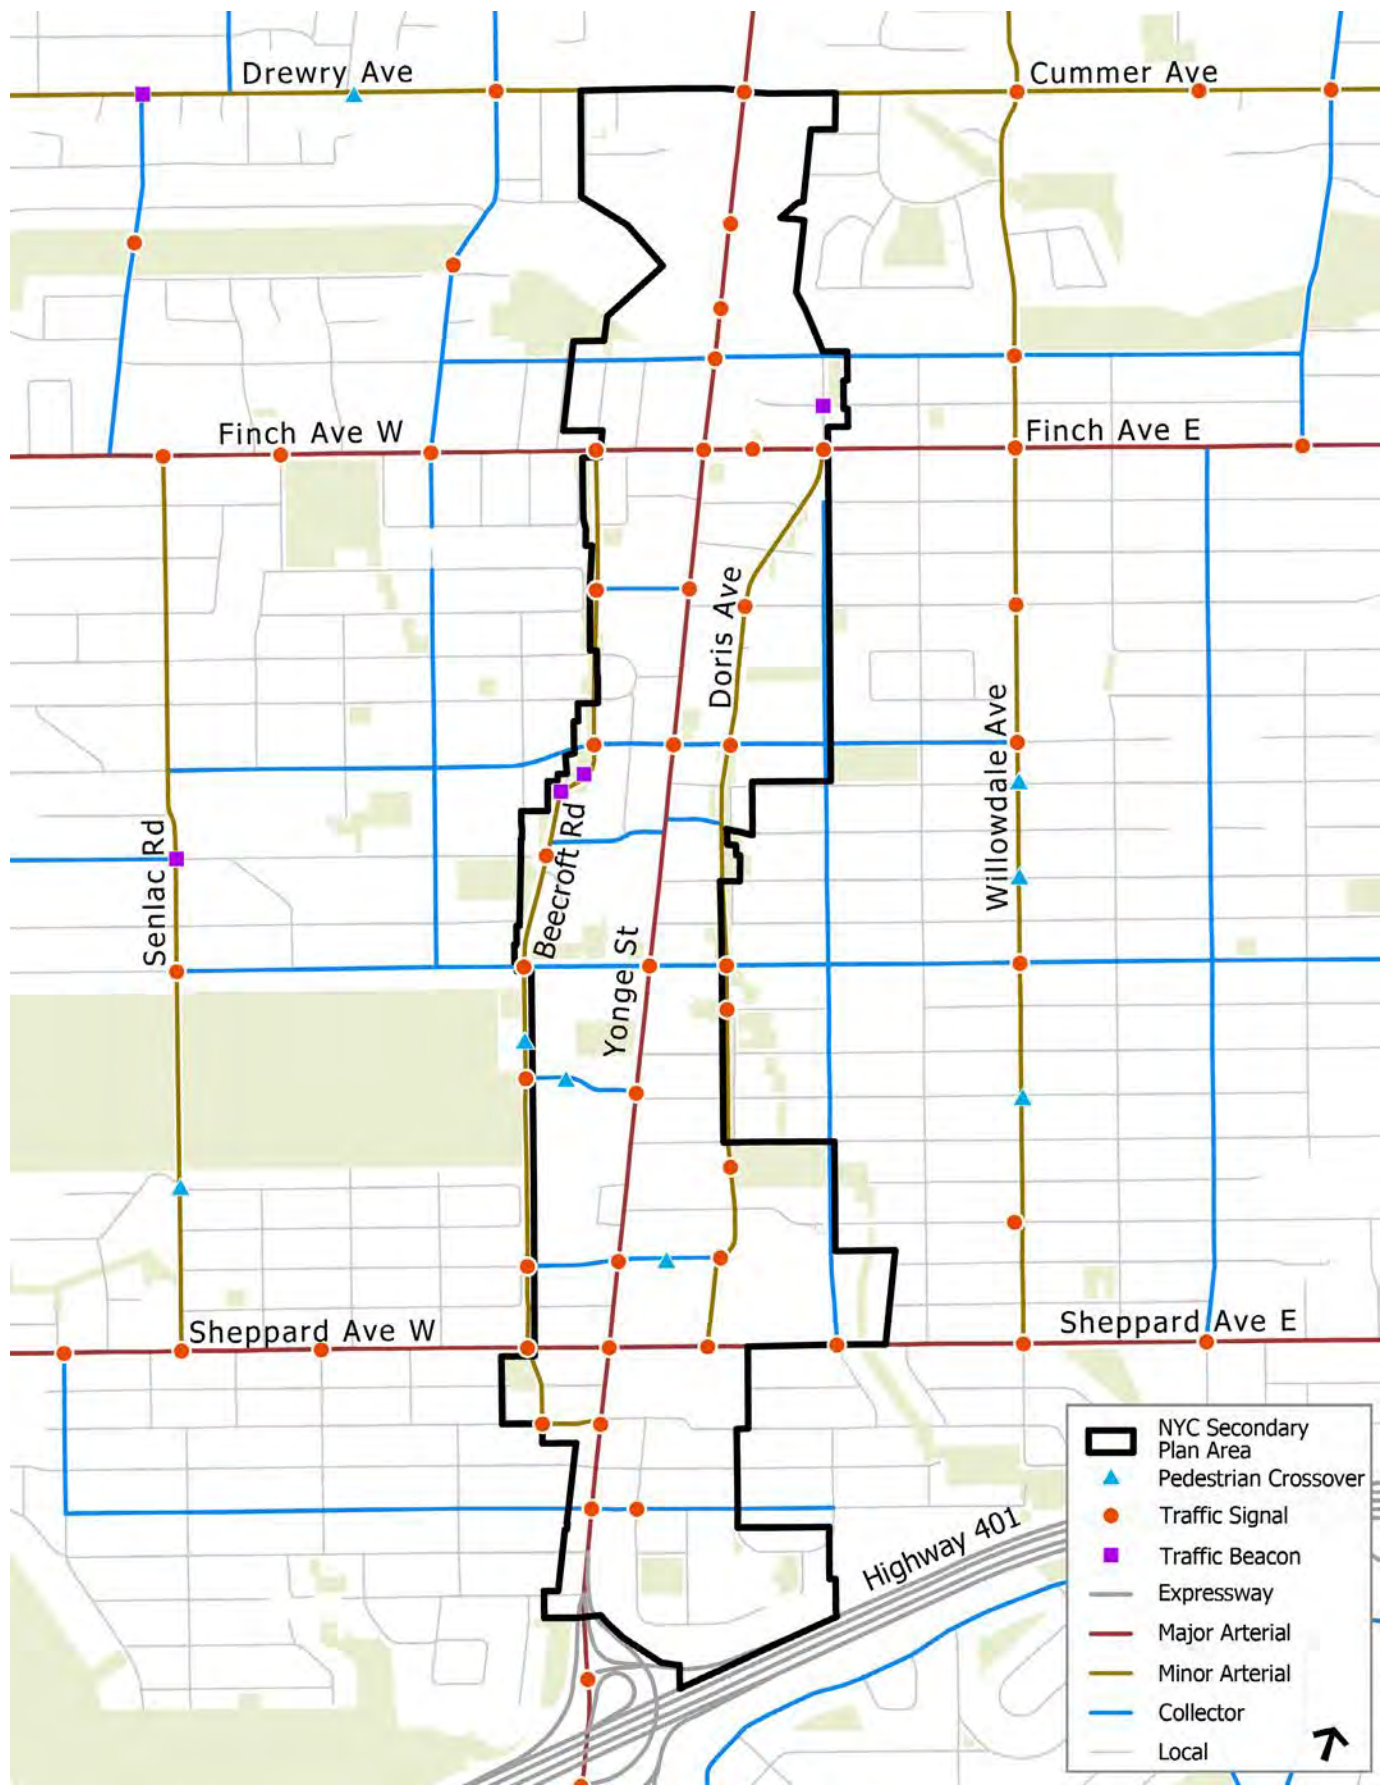 Drewry Ave
Cummer Ave
Finch Ave W
Finch Ave E
Doris Ave
Willowdale Ave
Senlac Rd
Beecroft Rd
Yonge St
Sheppard Ave W
Sheppard Ave E
Highway 401
NYC Secondary
Plan Area
Pedestrian Crossover
Traffic Signal
Traffic Beacon
Expressway
Major Arterial
Minor Arterial
Collector
Local